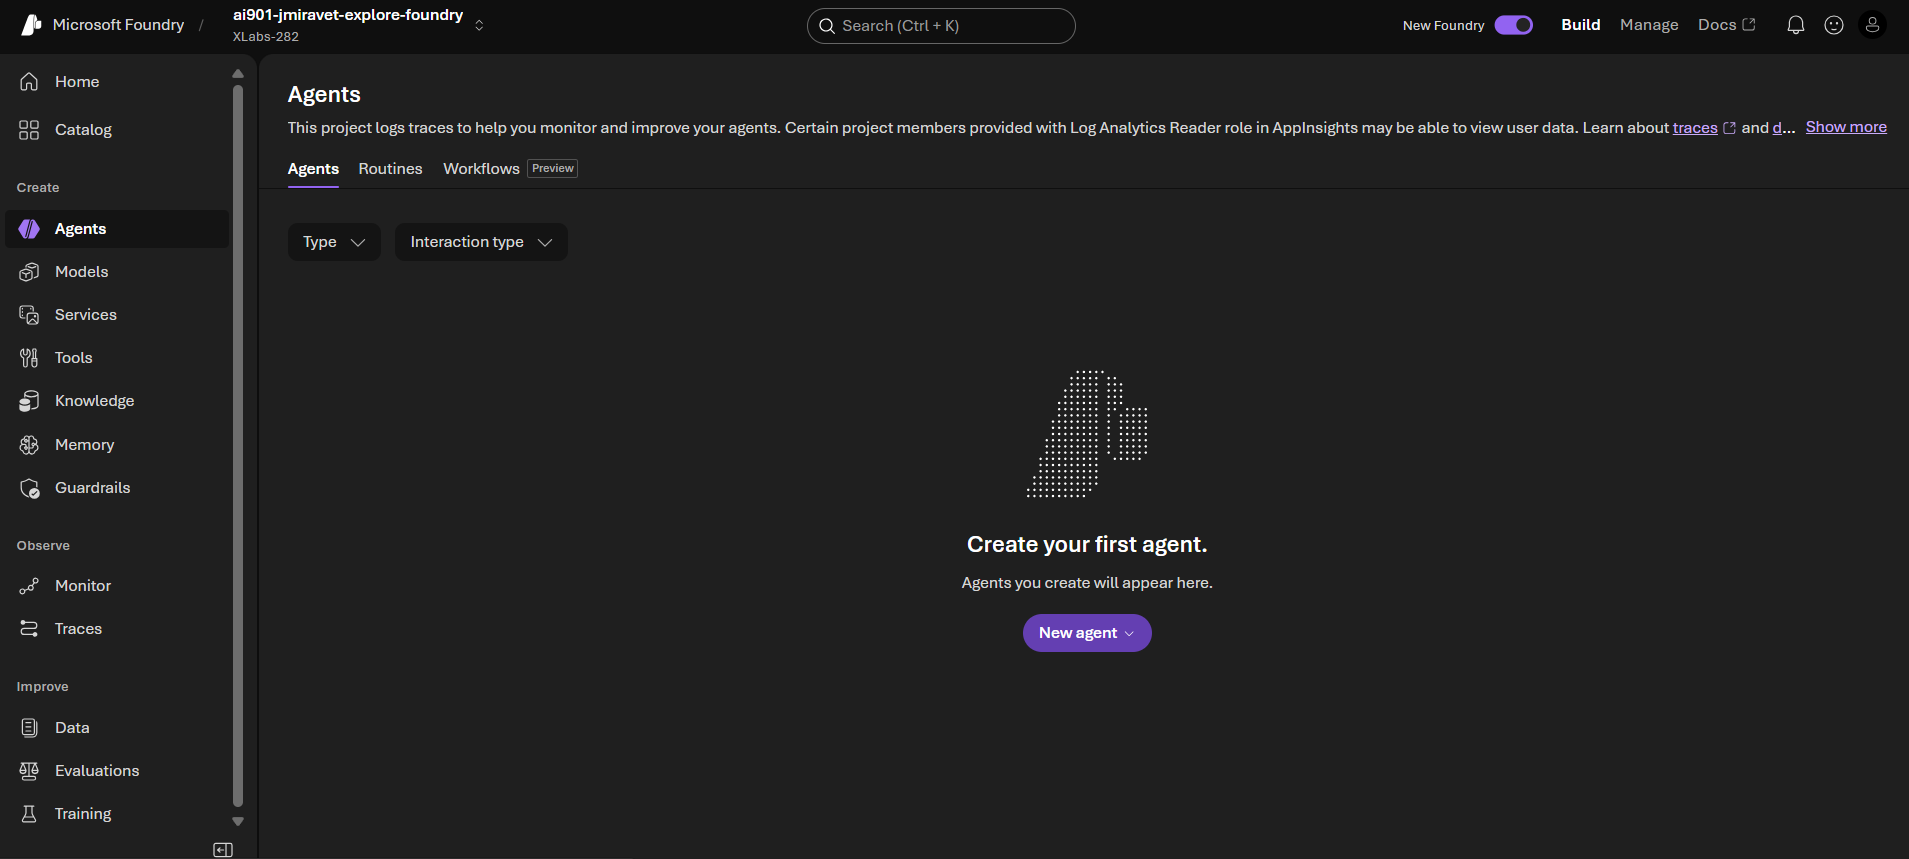 Microsoft Foundry / ai901-jmiravet-explore-foundry
XLabs-282
Search (Ctrl + K)
New Foundry
Build
Manage
Docs
Home
Catalog
Create
Agents
Models
Services
Tools
Knowledge
Memory
Guardrails
Observe
Monitor
Traces
Improve
Data
Evaluations
Training
Agents
This project logs traces to help you monitor and improve your agents. Certain project members provided with Log Analytics Reader role in AppInsights may be able to view user data. Learn about traces and d... Show more
Agents Routines Workflows Preview
Type Interaction type
Create your first agent.
Agents you create will appear here.
New agent